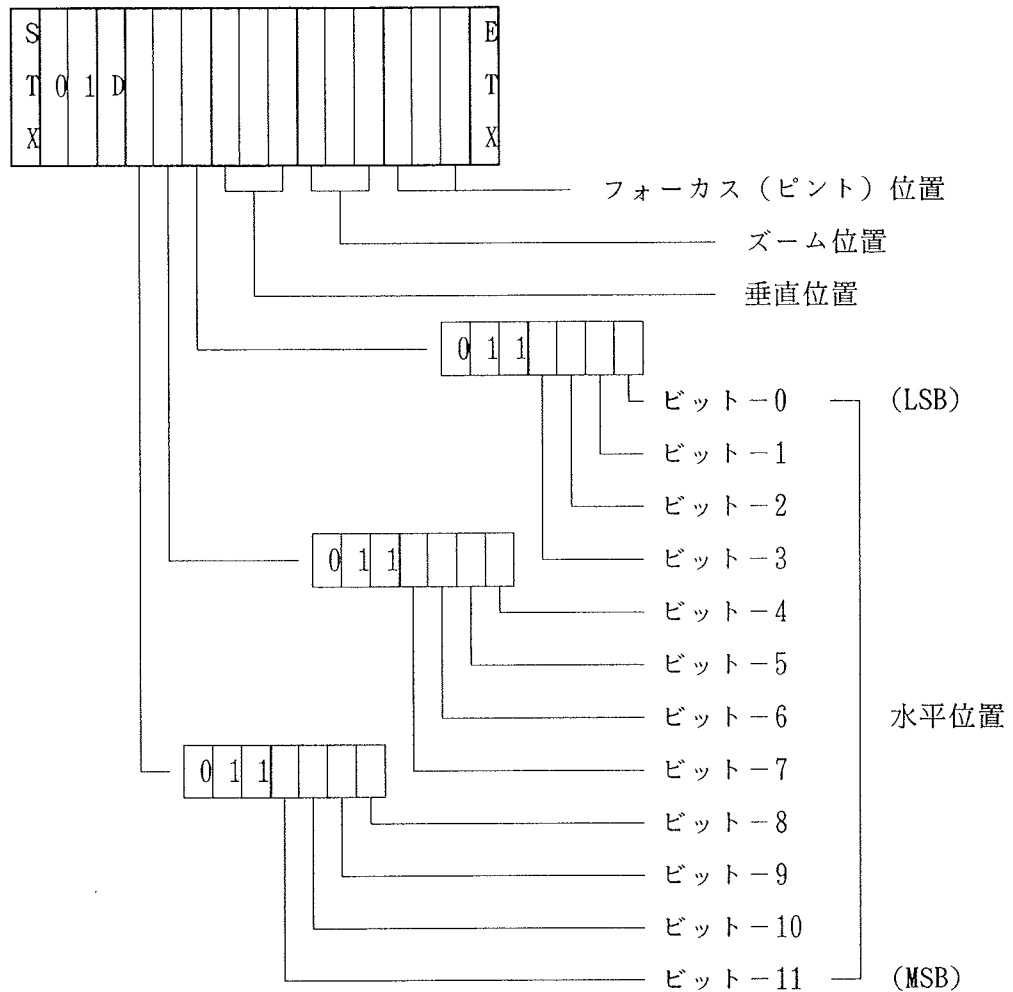 STX 0 1 D ETX
フォーカス（ピント）位置
ズーム位置
垂直位置
0 1 1
ビット－0 (LSB)
ビット－1
ビット－2
ビット－3
0 1 1
ビット－4
ビット－5
ビット－6 水平位置
ビット－7
0 1 1
ビット－8
ビット－9
ビット－10
ビット－11 (MSB)